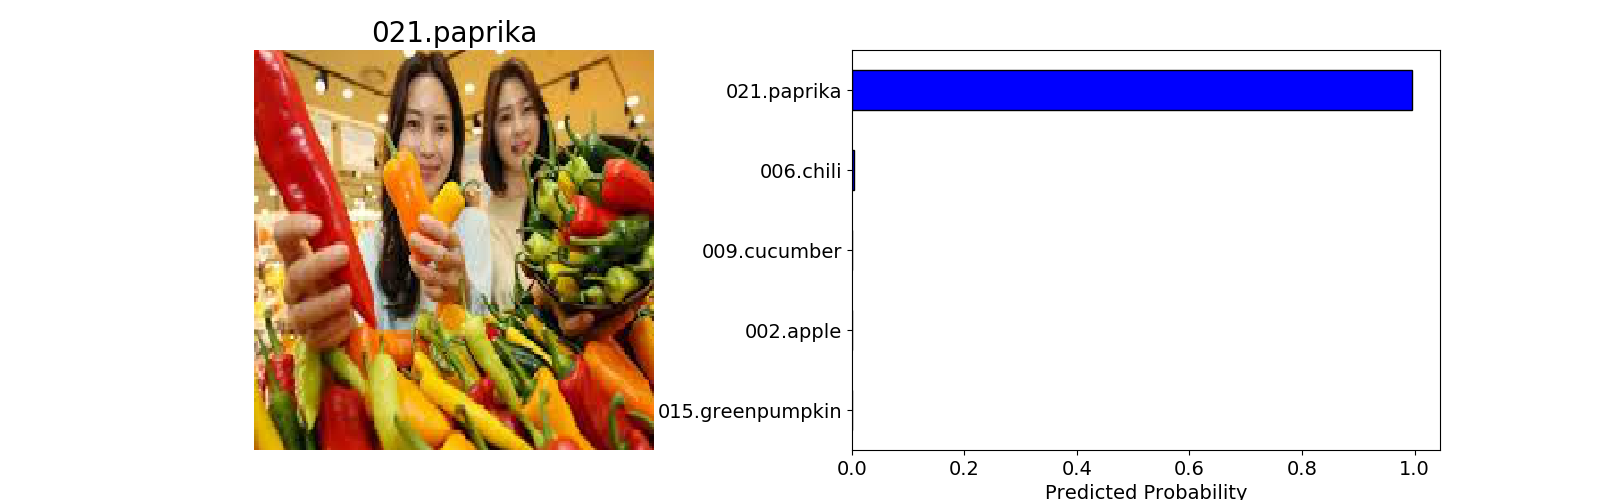 021.paprika
021.paprika
006.chili
009.cucumber
002.apple
015.greenpumpkin
0.0 0.2 0.4 0.6 0.8 1.0
Predicted Probability